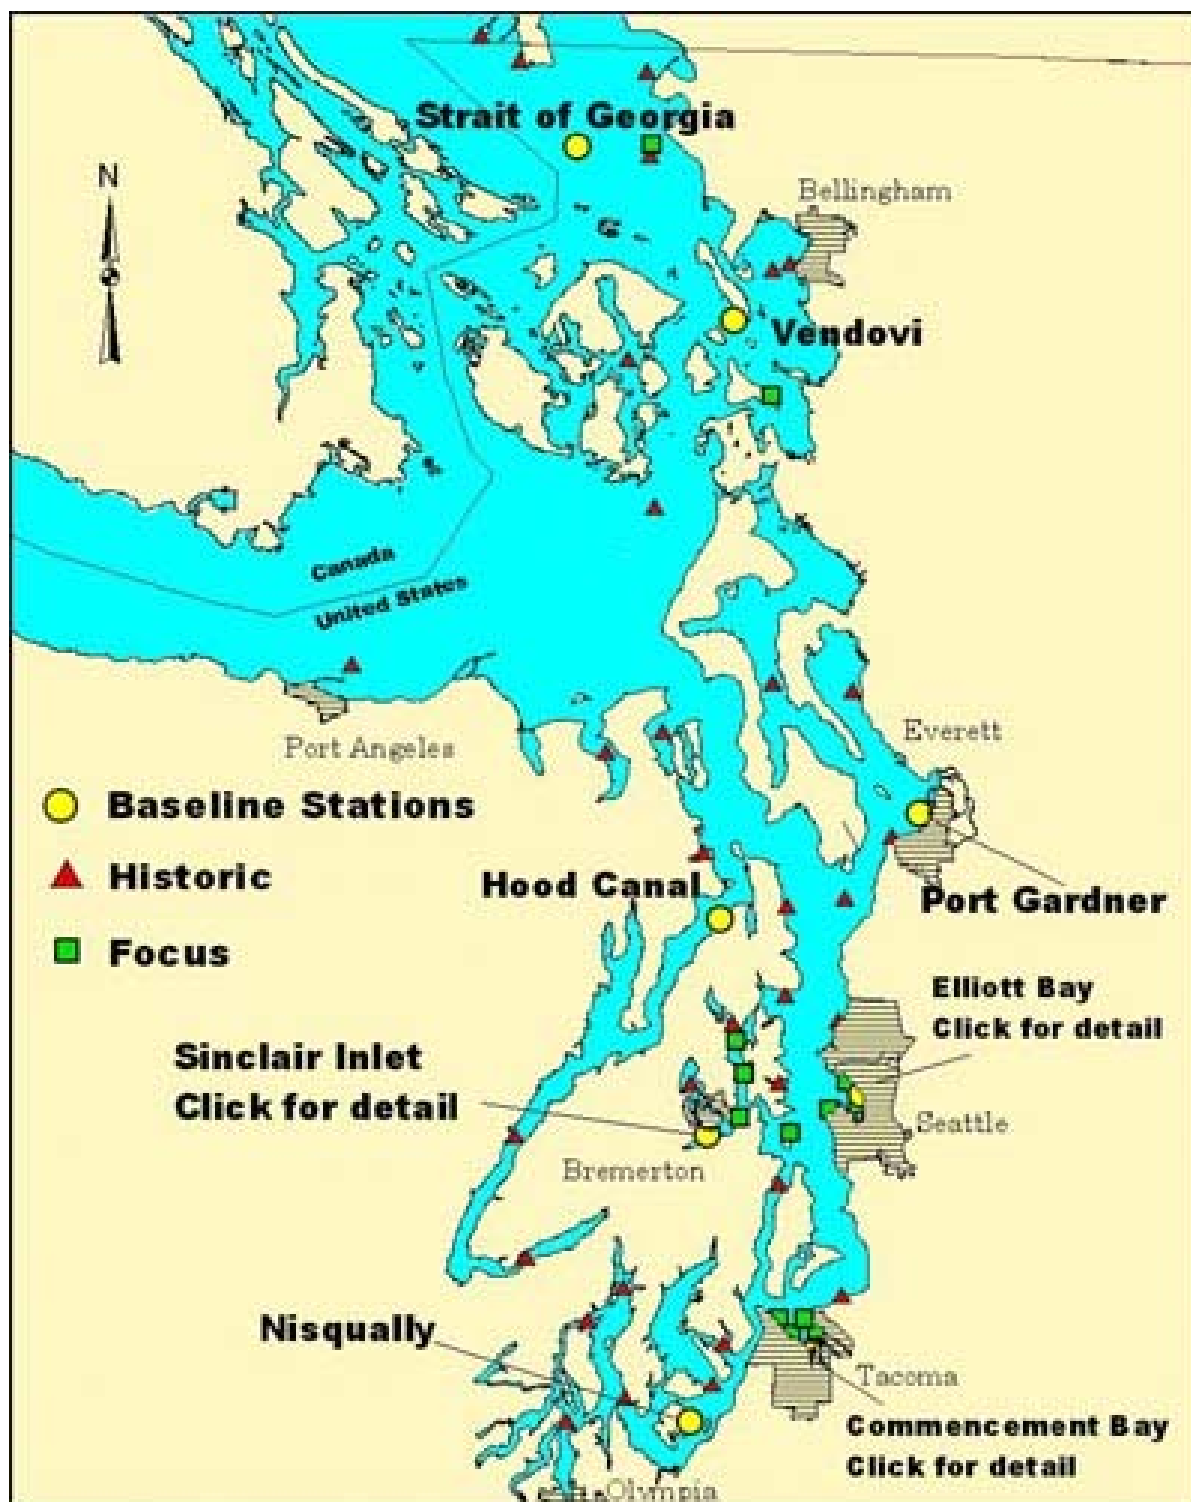 Strait of Georgia
N
Bellingham
Vendovi
Canada
United States
Port Angeles
Everett
Baseline Stations
Historic
Hood Canal
Port Gardner
Focus
Elliott Bay
Click for detail
Sinclair Inlet
Click for detail
Seattle
Bremerton
Nisqually
Tacoma
Commencement Bay
Click for detail
Olympia